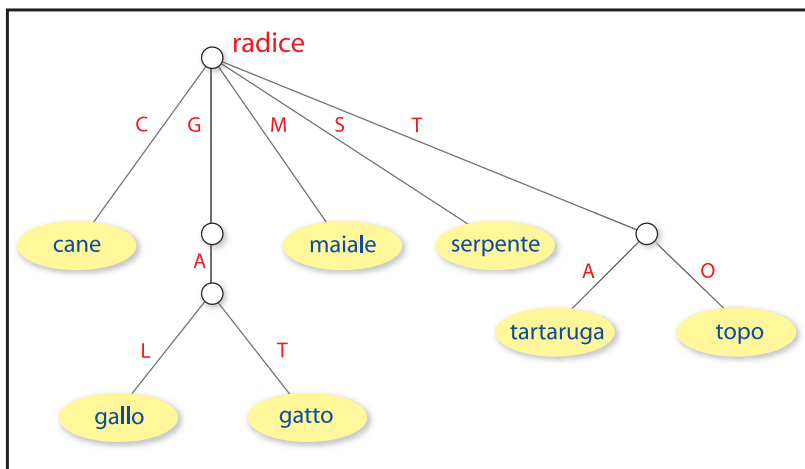 radice
C G M S T
cane maiale serpente
A A O
tartaruga topo
L T
gallo gatto